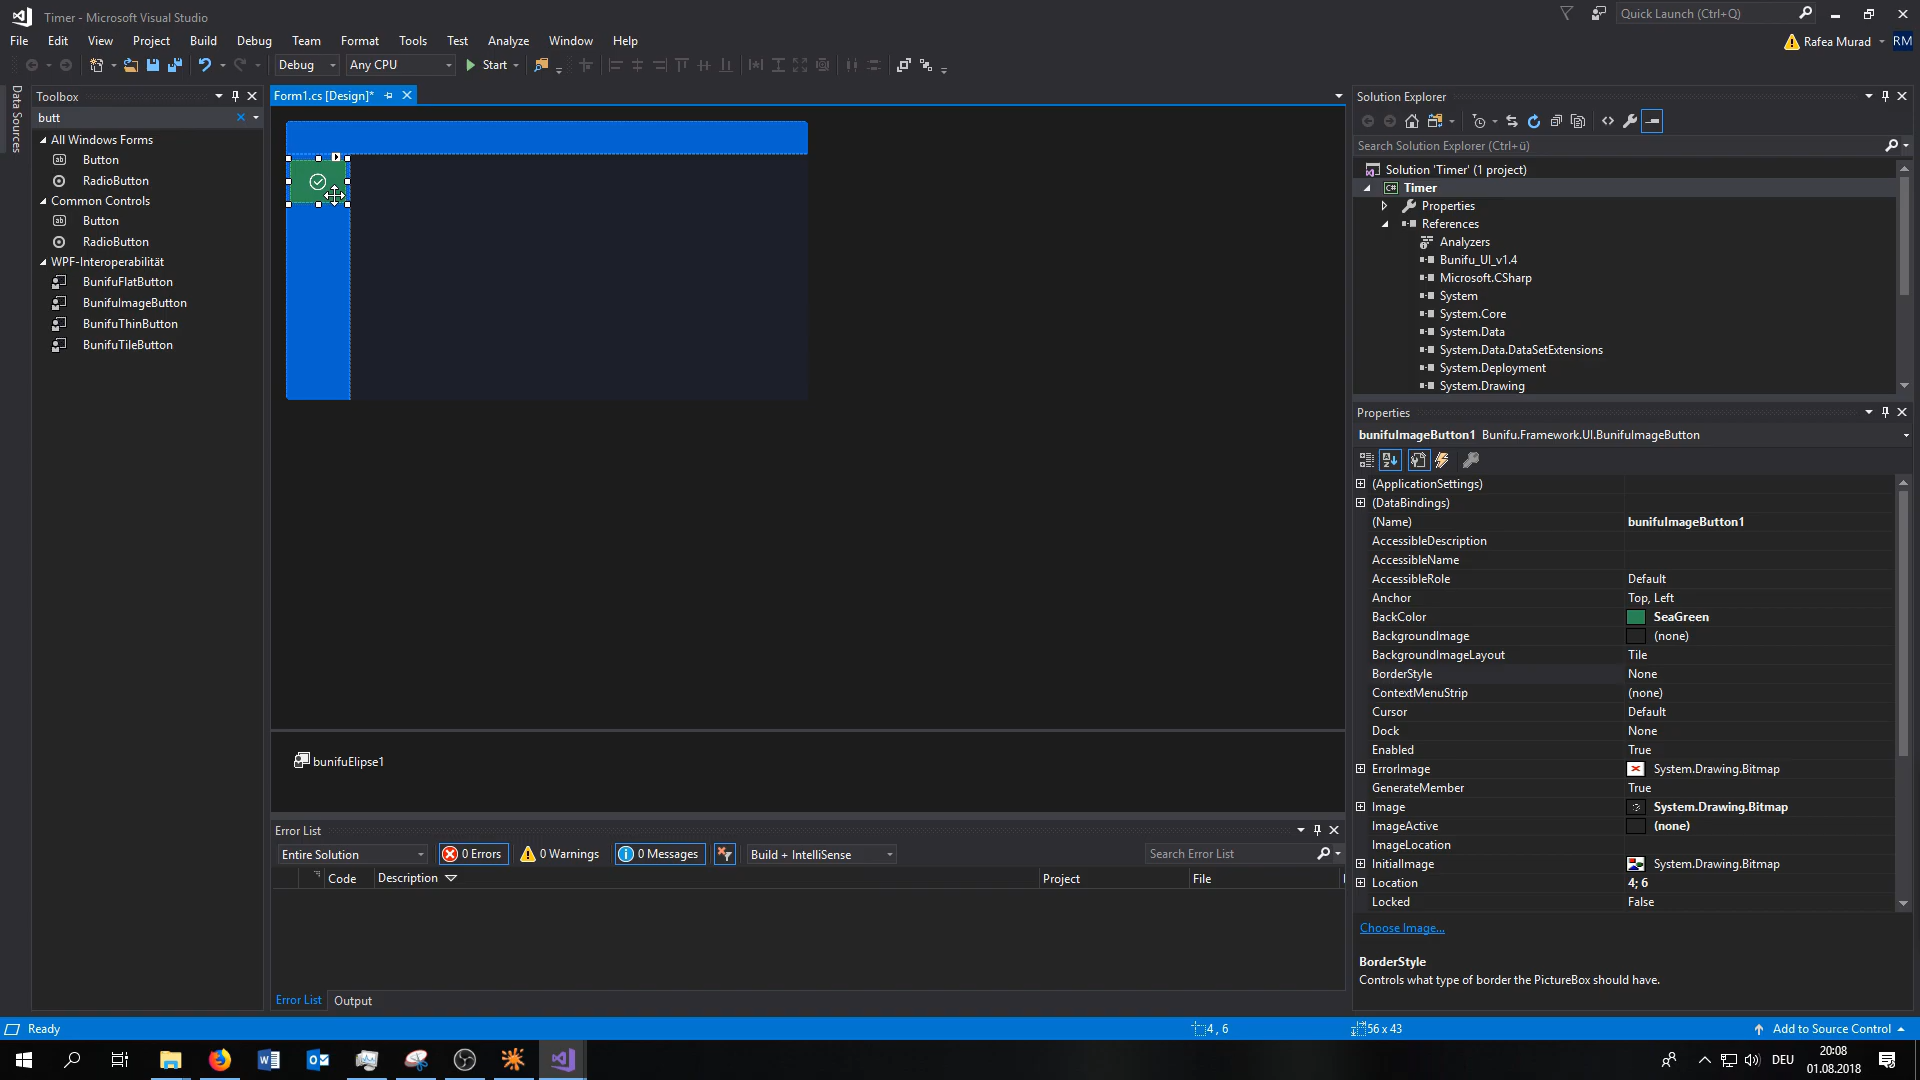 Timer - Microsoft Visual Studio
Quick Launch (Ctrl+Q)
File Edit View Project Build Debug Team Format Tools Test Analyze Window Help
Rafea Murad RM
Debug Any CPU Start
Data Sources
Toolbox
butt
All Windows Forms
Button
RadioButton
Common Controls
Button
RadioButton
WPF-Interoperabilität
BunifuFlatButton
BunifuImageButton
BunifuThinButton
BunifuTileButton
Form1.cs [Design]*
bunifuElipse1
Error List
Entire Solution 0 Errors 0 Warnings 0 Messages Build + IntelliSense Search Error List
Code Description Project File
Error List Output
Solution Explorer
Search Solution Explorer (Ctrl+ü)
Solution 'Timer' (1 project)
C# Timer
Properties
References
Analyzers
Bunifu_UI_v1.4
Microsoft.CSharp
System
System.Core
System.Data
System.Data.DataSetExtensions
System.Deployment
System.Drawing
Properties
bunifuImageButton1 Bunifu.Framework.UI.BunifuImageButton
(ApplicationSettings)
(DataBindings)
(Name) bunifuImageButton1
AccessibleDescription
AccessibleName
AccessibleRole Default
Anchor Top, Left
BackColor SeaGreen
BackgroundImage (none)
BackgroundImageLayout Tile
BorderStyle None
ContextMenuStrip (none)
Cursor Default
Dock None
Enabled True
ErrorImage System.Drawing.Bitmap
GenerateMember True
Image System.Drawing.Bitmap
ImageActive (none)
ImageLocation
InitialImage System.Drawing.Bitmap
Location 4; 6
Locked False
Choose Image...
BorderStyle
Controls what type of border the PictureBox should have.
Ready 4 , 6 56 x 43 Add to Source Control
DEU 20:08
01.08.2018